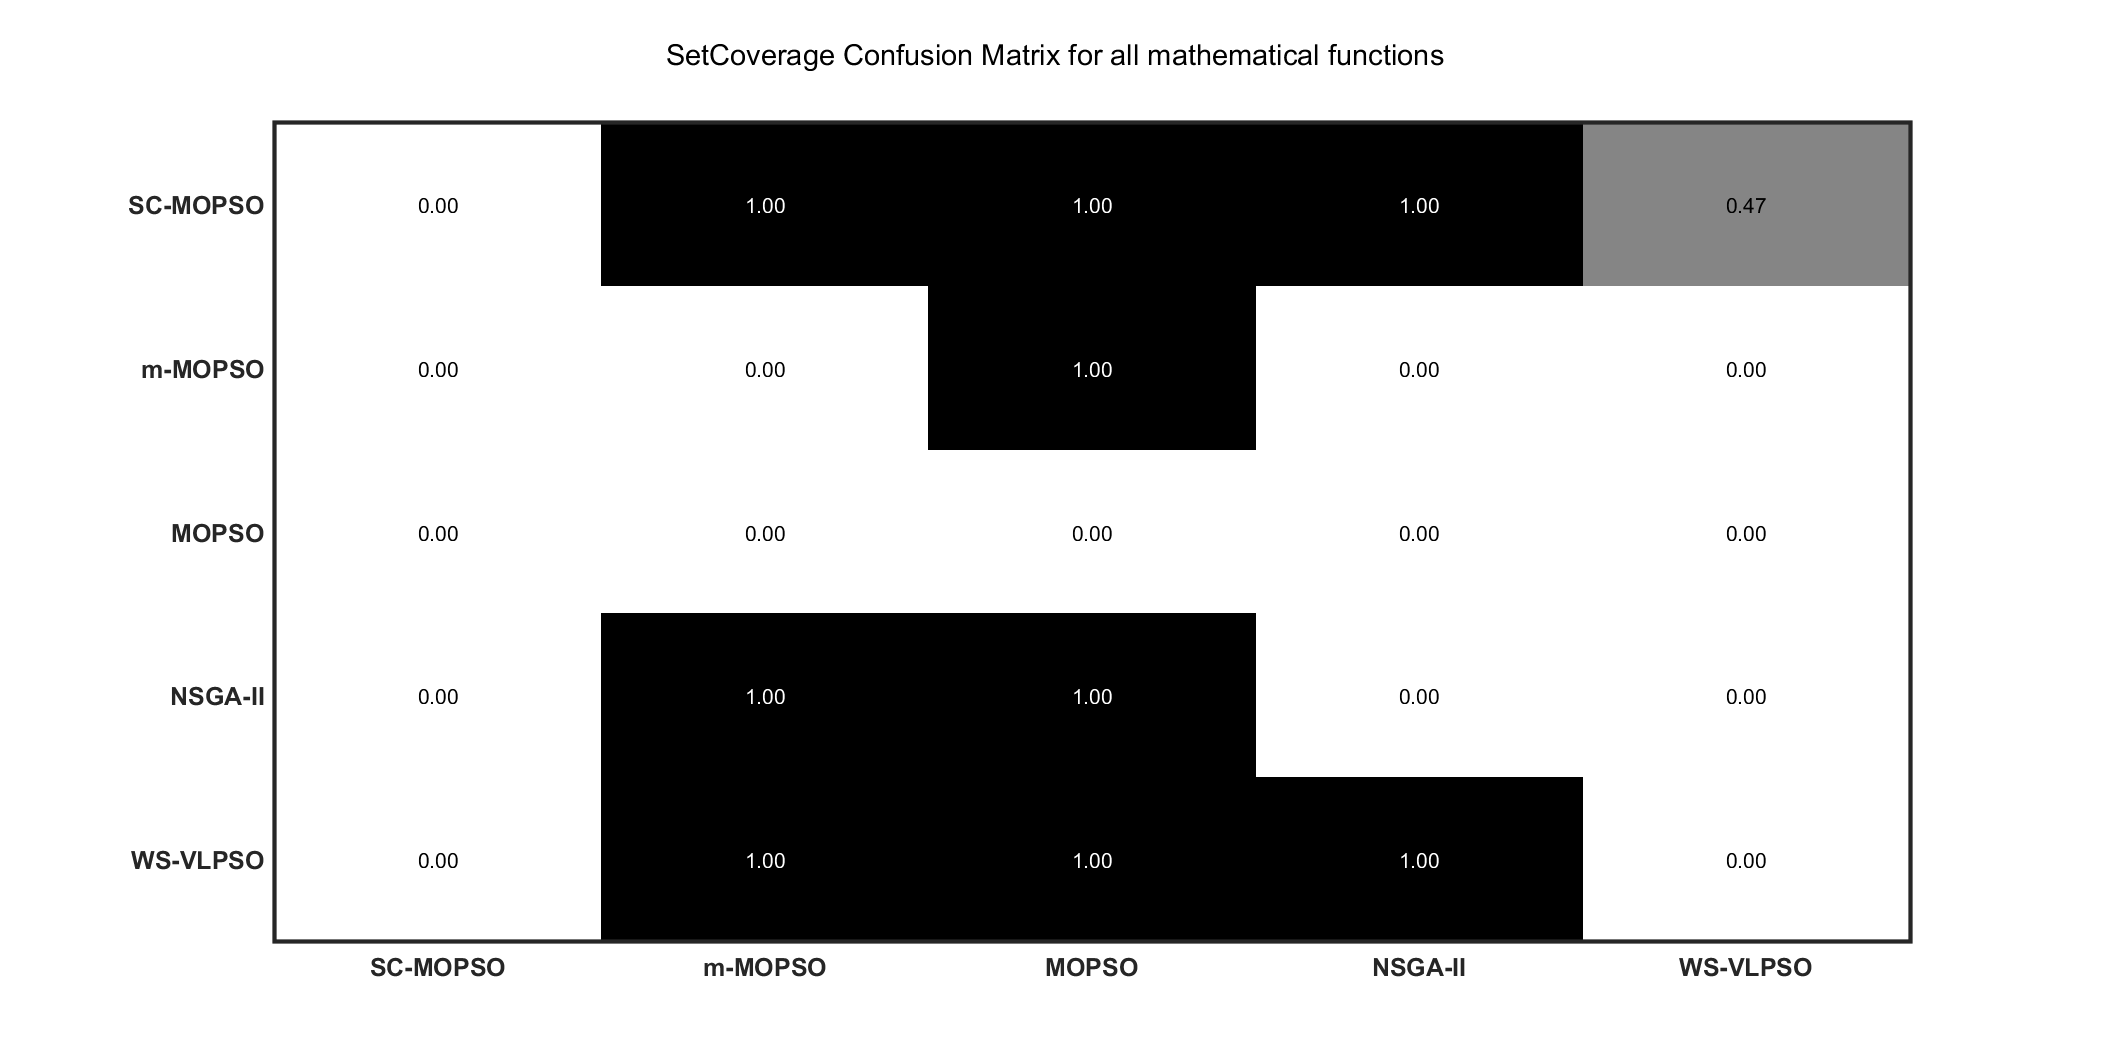 SetCoverage Confusion Matrix for all mathematical functions
SC-MOPSO 0.00 1.00 1.00 1.00 0.47
m-MOPSO 0.00 0.00 1.00 0.00 0.00
MOPSO 0.00 0.00 0.00 0.00 0.00
NSGA-II 0.00 1.00 1.00 0.00 0.00
WS-VLPSO 0.00 1.00 1.00 1.00 0.00
SC-MOPSO m-MOPSO MOPSO NSGA-II WS-VLPSO